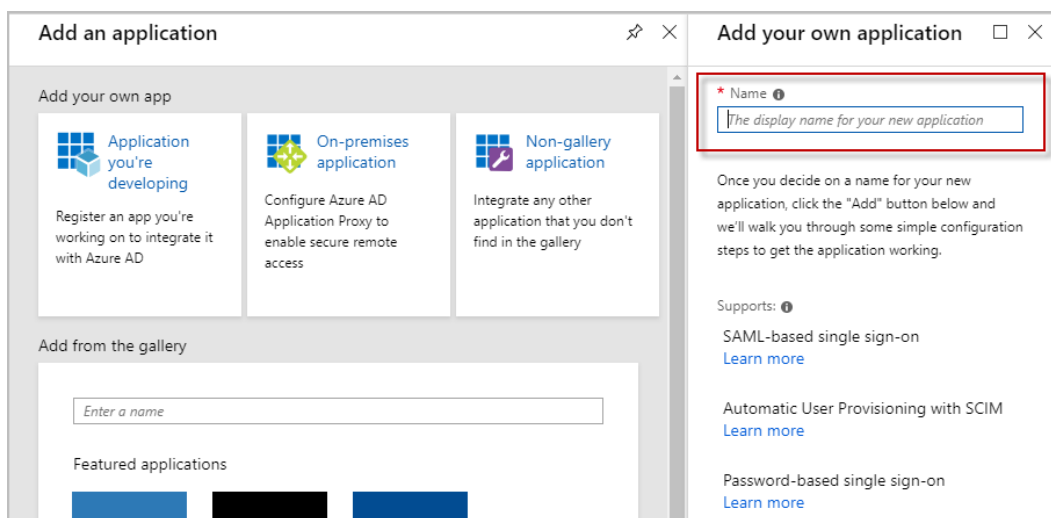 Add an application
Add your own app
Application
you're
developing
Register an app you're
working on to integrate it
with Azure AD
On-premises
application
Configure Azure AD
Application Proxy to
enable secure remote
access
Non-gallery
application
Integrate any other
application that you don't
find in the gallery
Add from the gallery
Enter a name
Featured applications
Add your own application
* Name
The display name for your new application
Once you decide on a name for your new
application, click the "Add" button below and
we'll walk you through some simple configuration
steps to get the application working.
Supports:
SAML-based single sign-on
Learn more
Automatic User Provisioning with SCIM
Learn more
Password-based single sign-on
Learn more